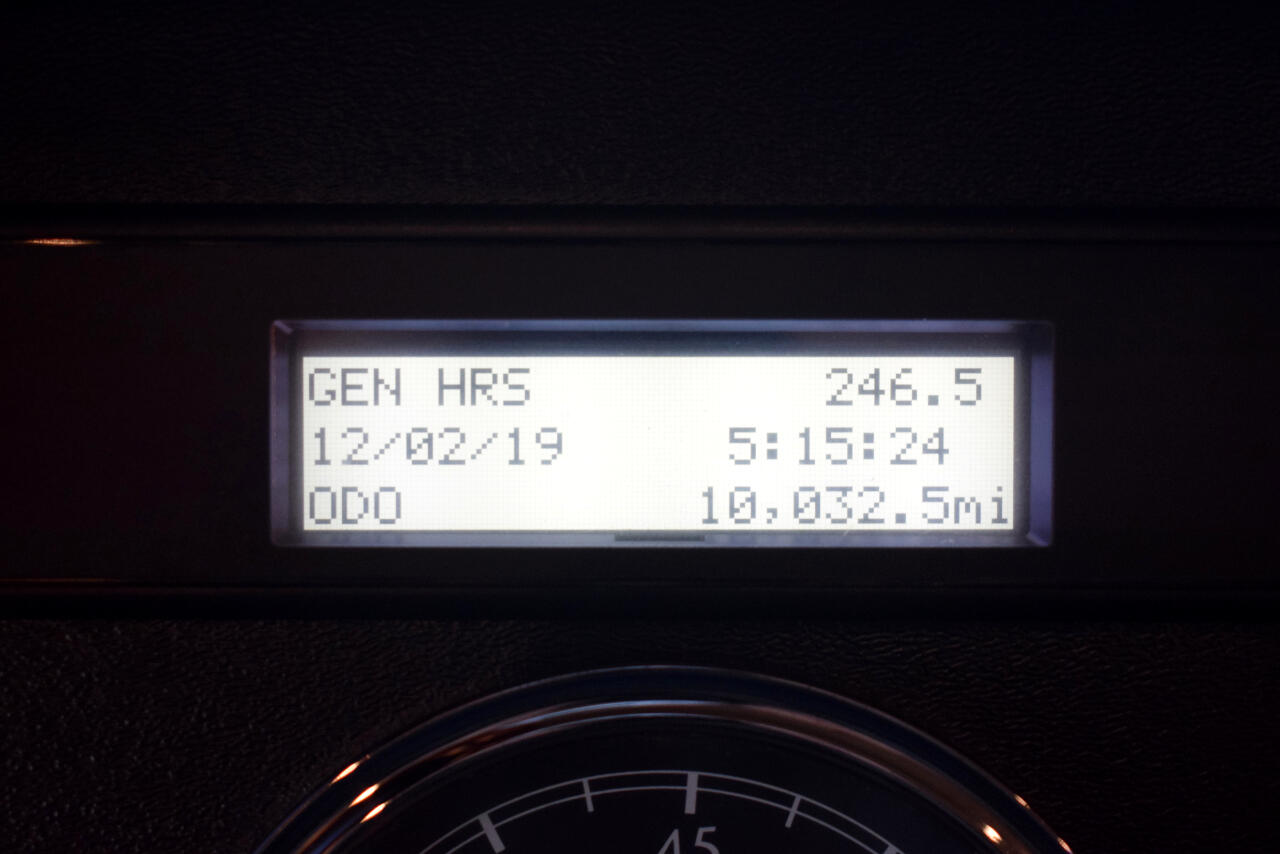 GEN HRS 246.5
12/02/19 5:15:24
ODO 10,032.5mi
45